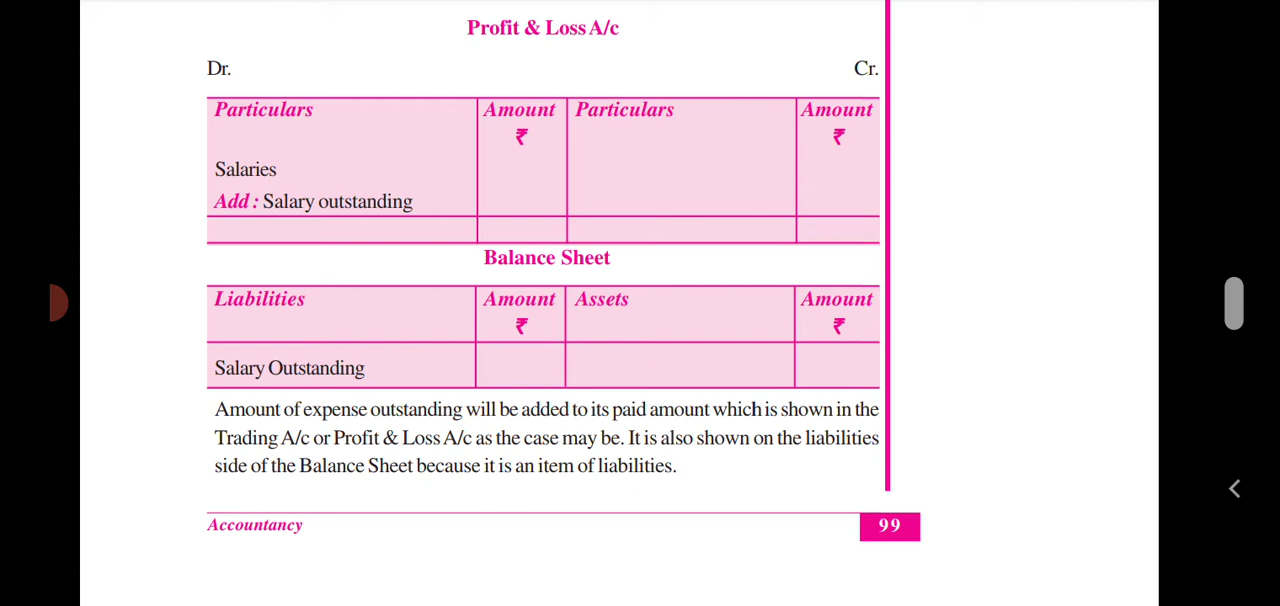 Profit & Loss A/c
Dr. Cr.
Particulars Amount Particulars Amount
₹ ₹
Salaries
Add : Salary outstanding
Balance Sheet
Liabilities Amount Assets Amount
₹ ₹
Salary Outstanding
Amount of expense outstanding will be added to its paid amount which is shown in the
Trading A/c or Profit & Loss A/c as the case may be. It is also shown on the liabilities
side of the Balance Sheet because it is an item of liabilities.
Accountancy 99